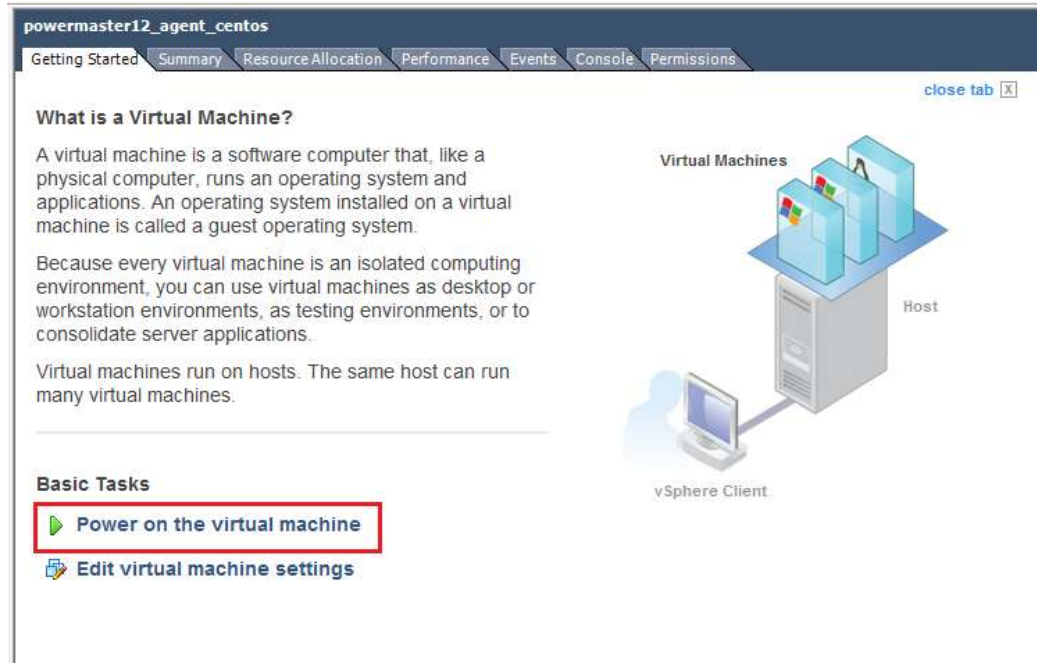 powermaster12_agent_centos
Getting Started Summary Resource Allocation Performance Events Console Permissions
close tab X
What is a Virtual Machine?
A virtual machine is a software computer that, like a
physical computer, runs an operating system and
applications. An operating system installed on a virtual
machine is called a guest operating system.
Because every virtual machine is an isolated computing
environment, you can use virtual machines as desktop or
workstation environments, as testing environments, or to
consolidate server applications.
Virtual machines run on hosts. The same host can run
many virtual machines.
Virtual Machines
Host
vSphere Client
Basic Tasks
Power on the virtual machine
Edit virtual machine settings